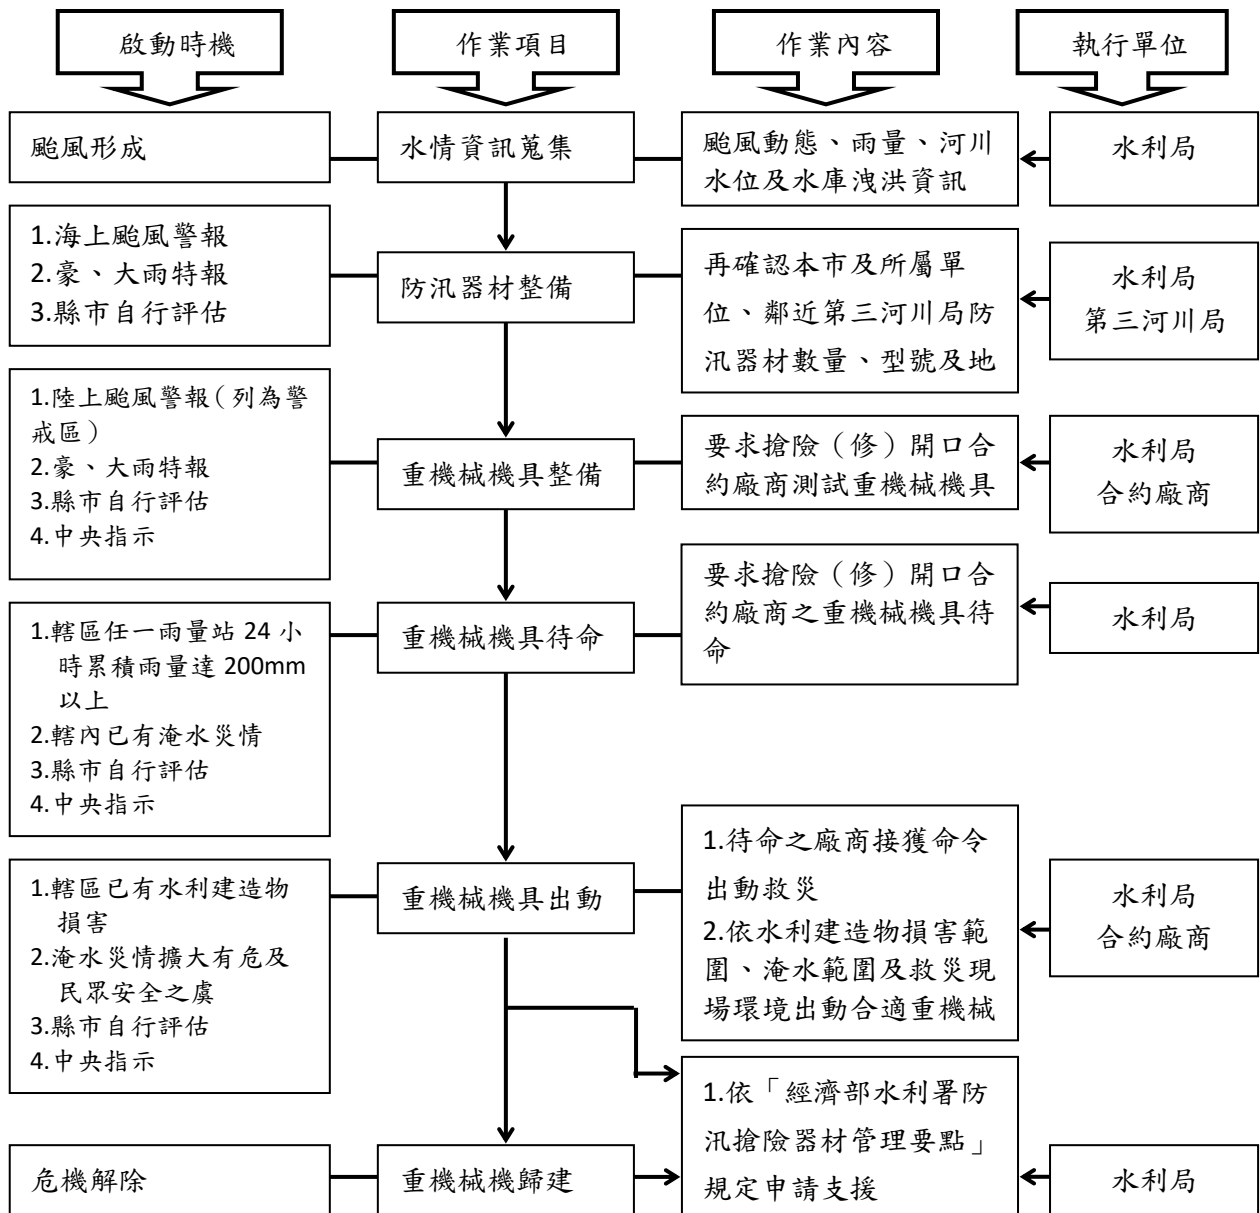 啟動時機
作業項目
作業內容
執行單位
颱風形成
水情資訊蒐集
颱風動態、雨量、河川
水位及水庫洩洪資訊
水利局
1.海上颱風警報
2.豪、大雨特報
3.縣市自行評估
防汛器材整備
再確認本市及所屬單
位、鄰近第三河川局防
汛器材數量、型號及地
水利局
第三河川局
1.陸上颱風警報（列為警
戒區）
2.豪、大雨特報
3.縣市自行評估
4.中央指示
重機械機具整備
要求搶險（修）開口合
約廠商測試重機械機具
水利局
合約廠商
1.轄區任一雨量站 24 小
時累積雨量達 200mm
以上
2.轄內已有淹水災情
3.縣市自行評估
4.中央指示
重機械機具待命
要求搶險（修）開口合
約廠商之重機械機具待
命
水利局
1.轄區已有水利建造物
損害
2.淹水災情擴大有危及
民眾安全之虞
3.縣市自行評估
4.中央指示
重機械機具出動
1.待命之廠商接獲命令
出動救災
2.依水利建造物損害範
圍、淹水範圍及救災現
場環境出動合適重機械
水利局
合約廠商
危機解除
重機械機歸建
1.依「經濟部水利署防
汛搶險器材管理要點」
規定申請支援
水利局